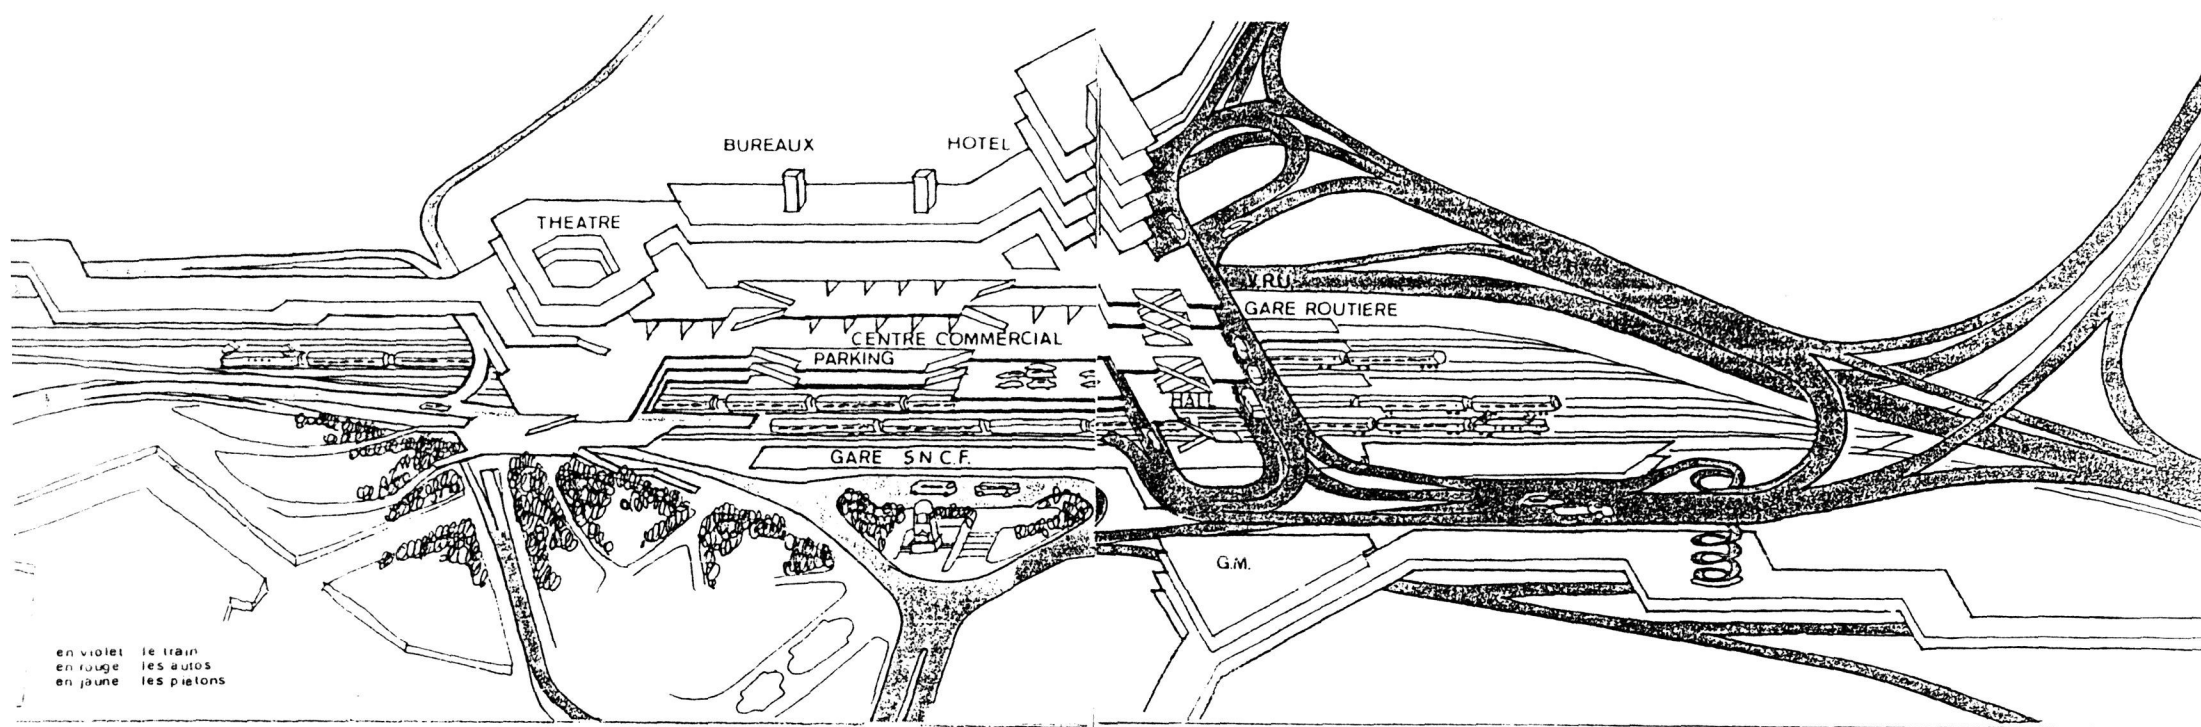 BUREAUX
HOTEL
THEATRE
V.R.U.
GARE ROUTIERE
CENTRE COMMERCIAL
PARKING
HALL
GARE S N C F.
G.M.
en violet le train
en rouge les autos
en jaune les pietons